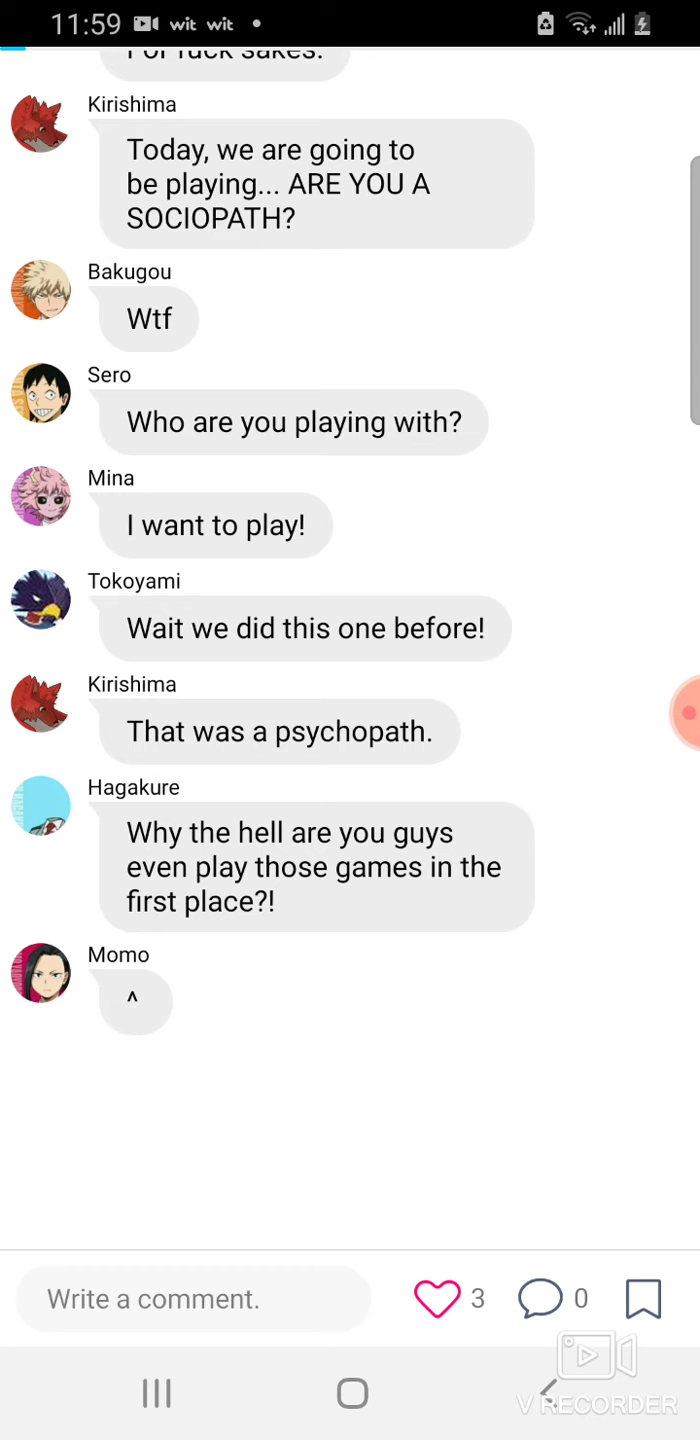 11:59 wit wit
For fuck sakes.
Kirishima
Today, we are going to
be playing... ARE YOU A
SOCIOPATH?
Bakugou
Wtf
Sero
Who are you playing with?
Mina
I want to play!
Tokoyami
Wait we did this one before!
Kirishima
That was a psychopath.
Hagakure
Why the hell are you guys
even play those games in the
first place?!
Momo
^
Write a comment.
3
0
V RECORDER